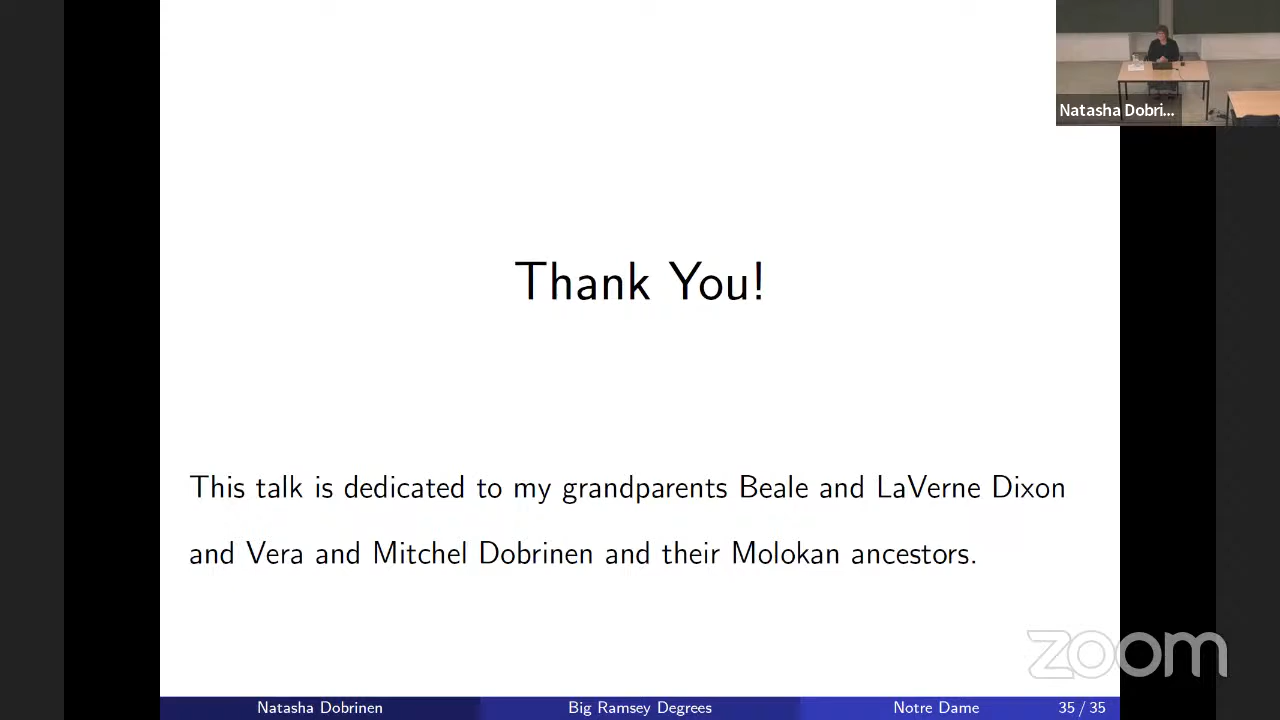 Natasha Dobri...
Thank You!
This talk is dedicated to my grandparents Beale and LaVerne Dixon
and Vera and Mitchel Dobrinen and their Molokan ancestors.
zoom
Natasha Dobrinen Big Ramsey Degrees Notre Dame 35 / 35